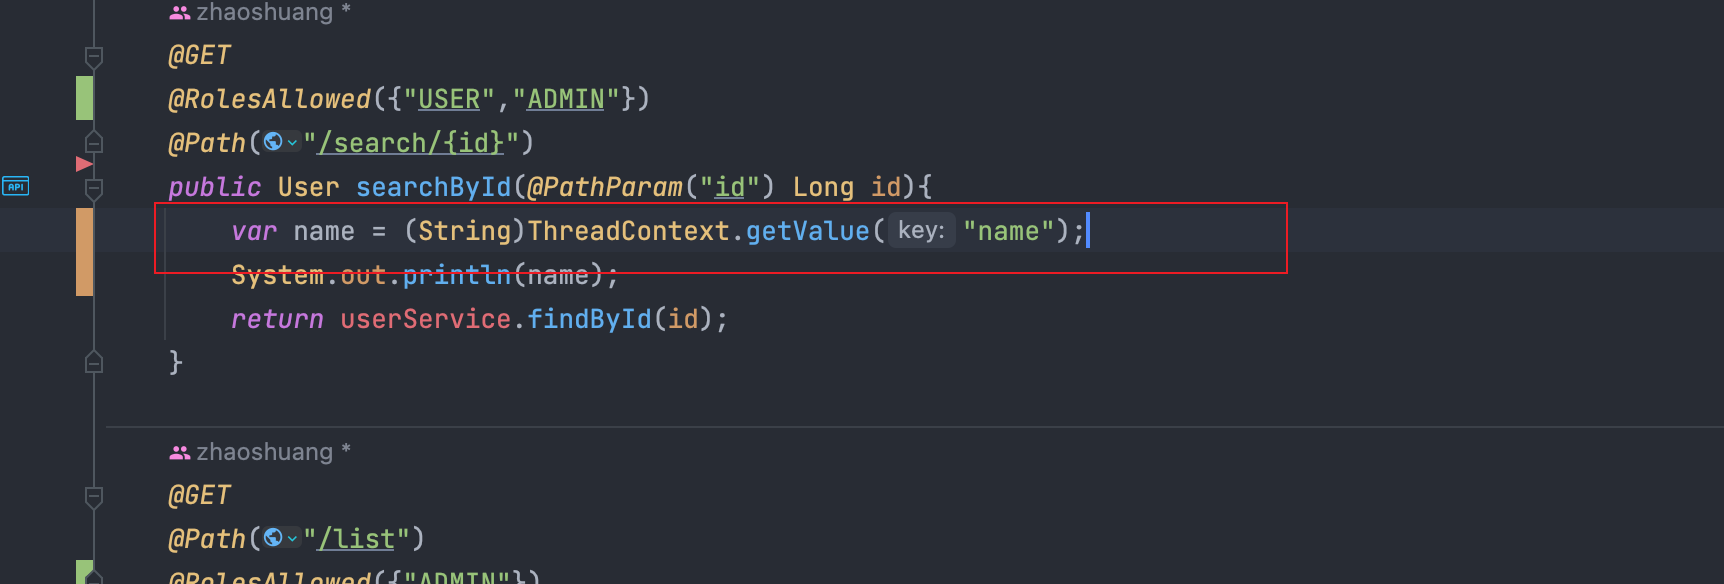 zhaoshuang *
@GET
@RolesAllowed({"USER","ADMIN"})
@Path("/search/{id}")
API
public User searchById(@PathParam("id") Long id){
var name = (String)ThreadContext.getValue( key: "name");
System.out.println(name);
return userService.findById(id);
}
zhaoshuang *
@GET
@Path("/list")
@RolesAllowed({"ADMIN"})